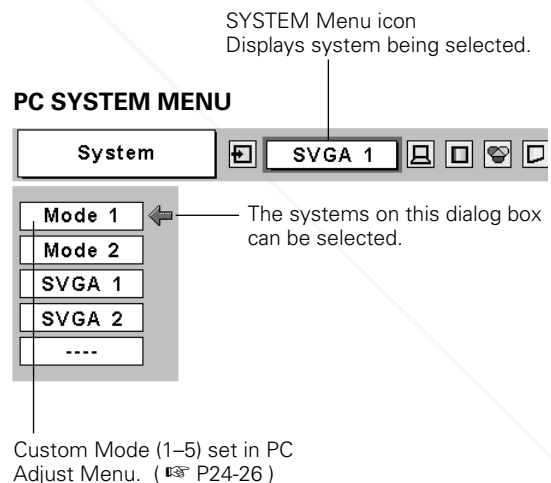 SYSTEM Menu icon
Displays system being selected.
PC SYSTEM MENU
System
SVGA 1
Mode 1
The systems on this dialog box
can be selected.
Mode 2
SVGA 1
SVGA 2
----
Custom Mode (1–5) set in PC
Adjust Menu. ( ☞ P24-26 )